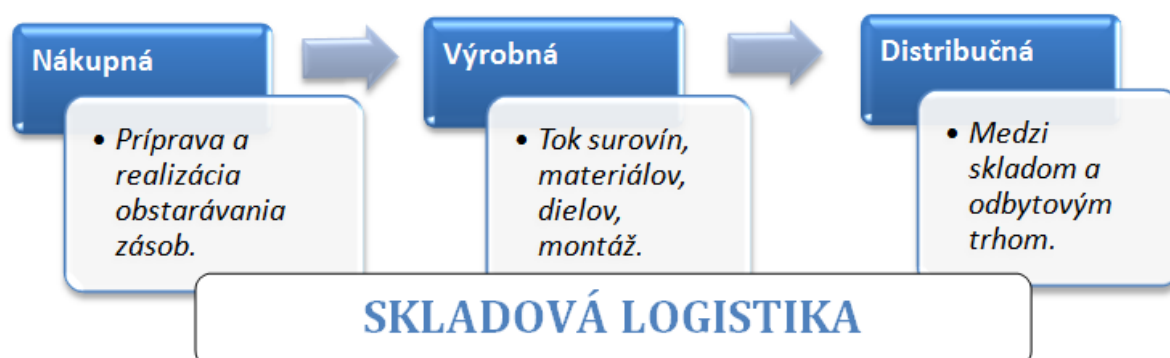 Nákupná
• Príprava a
realizácia
obstarávania
zásob.
Výrobná
• Tok surovín,
materiálov,
dielov,
montáž.
Distribučná
• Medzi
skladom a
odbytovým
trhom.
SKLADOVÁ LOGISTIKA